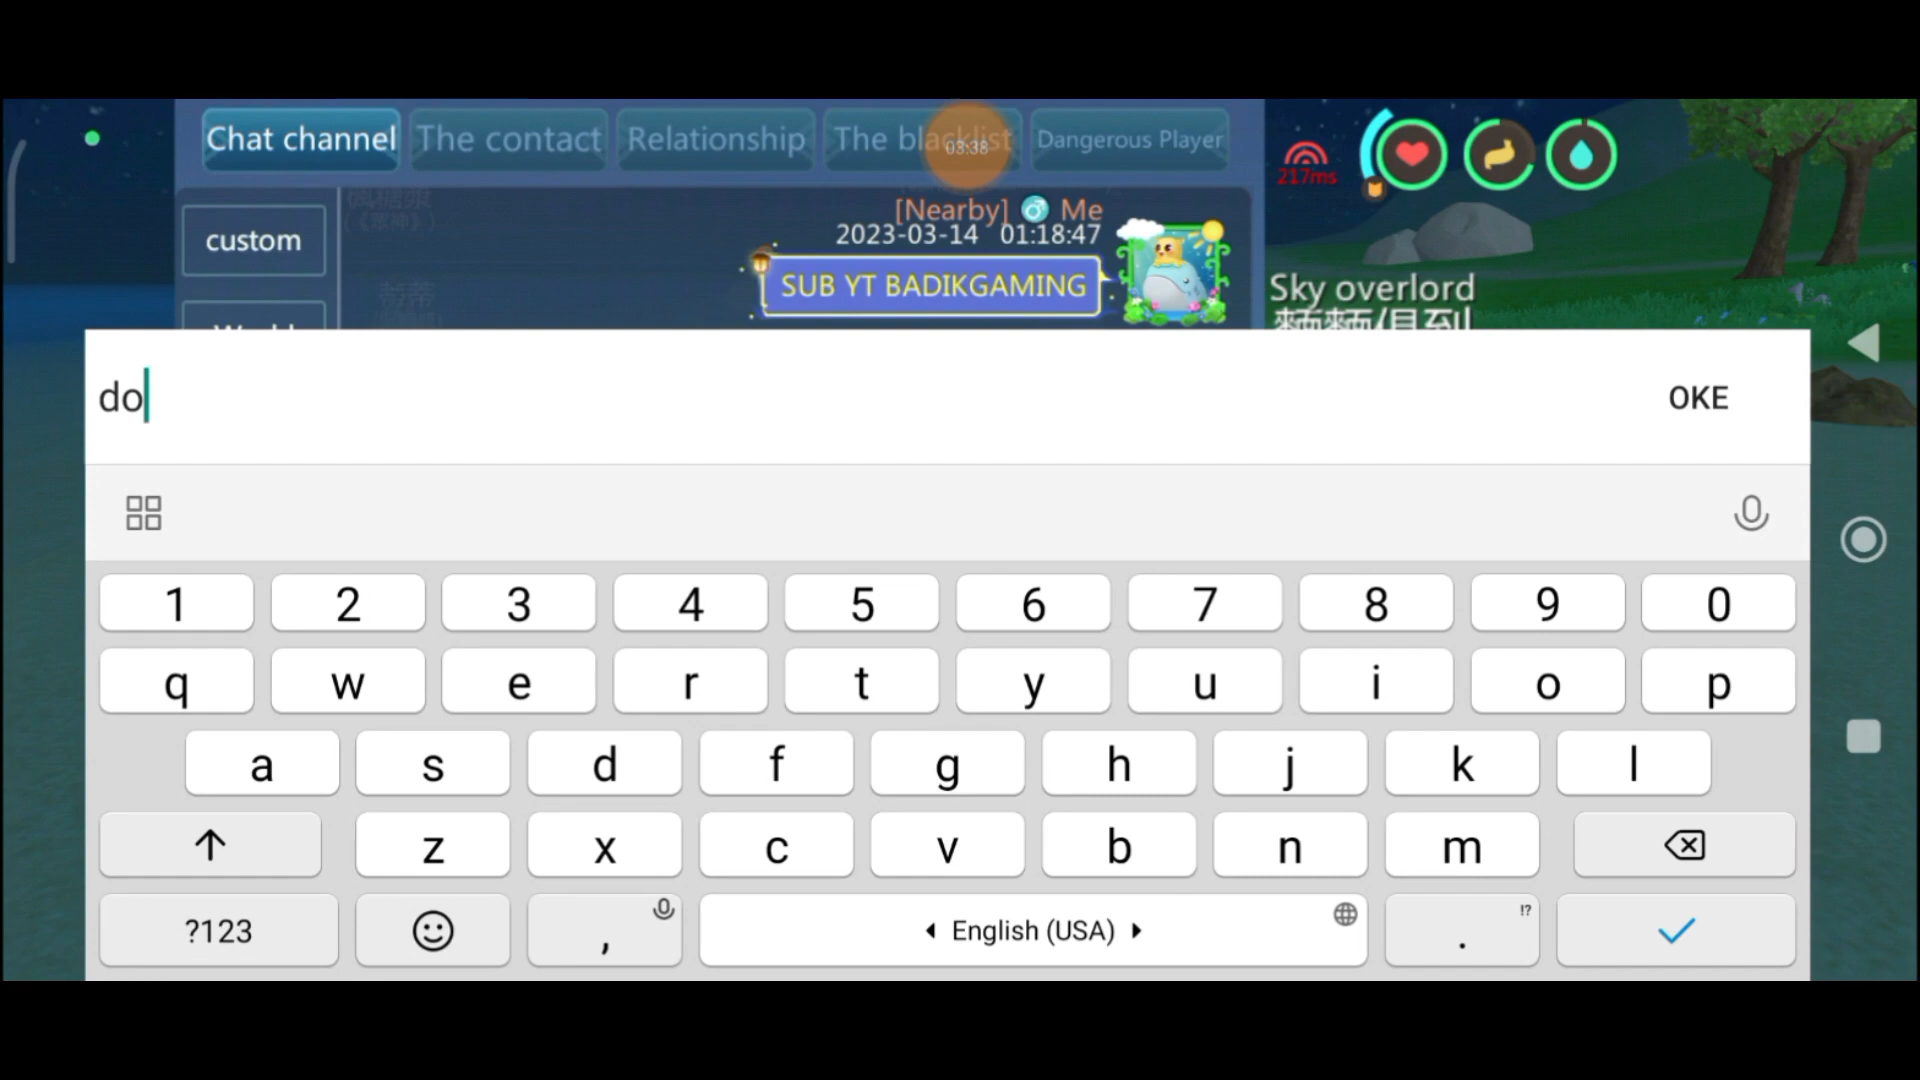 Chat channel The contact Relationship The blacklist Dangerous Player
03:38
217ms
custom
[Nearby] Me
2023-03-14 01:18:47
SUB YT BADIKGAMING
Sky overlord
World
do
OKE
1 2 3 4 5 6 7 8 9 0
q w e r t y u i o p
a s d f g h j k l
z x c v b n m
?123 , English (USA) . !?